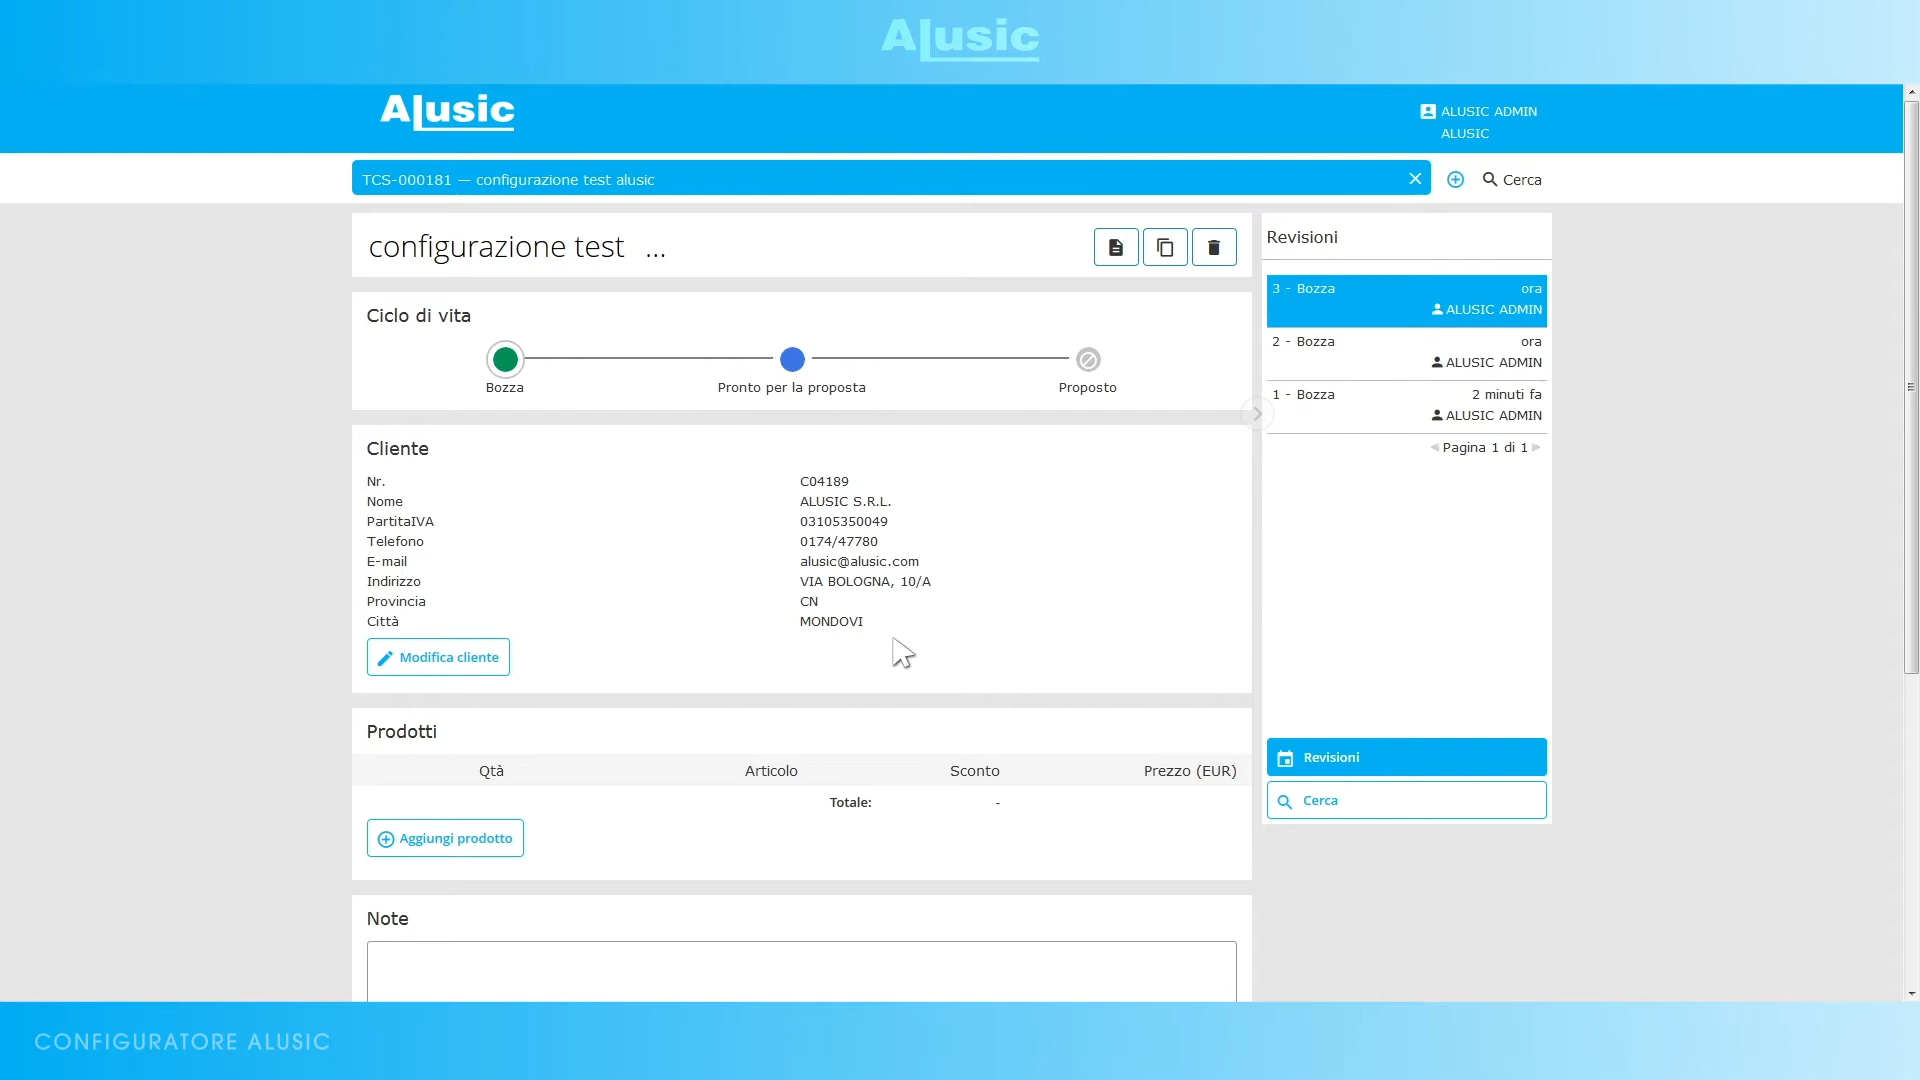 Alusic
Alusic
ALUSIC ADMIN
ALUSIC
TCS-000181 — configurazione test alusic
Cerca
configurazione test ...
Ciclo di vita
Bozza
Pronto per la proposta
Proposto
Cliente
Nr. C04189
Nome ALUSIC S.R.L.
PartitaIVA 03105350049
Telefono 0174/47780
E-mail alusic@alusic.com
Indirizzo VIA BOLOGNA, 10/A
Provincia CN
Città MONDOVI
Modifica cliente
Prodotti
Qtà Articolo Sconto Prezzo (EUR)
Totale: -
Aggiungi prodotto
Note
Revisioni
3 - Bozza ora
ALUSIC ADMIN
2 - Bozza ora
ALUSIC ADMIN
1 - Bozza 2 minuti fa
ALUSIC ADMIN
Pagina 1 di 1
Revisioni
Cerca
CONFIGURATORE ALUSIC